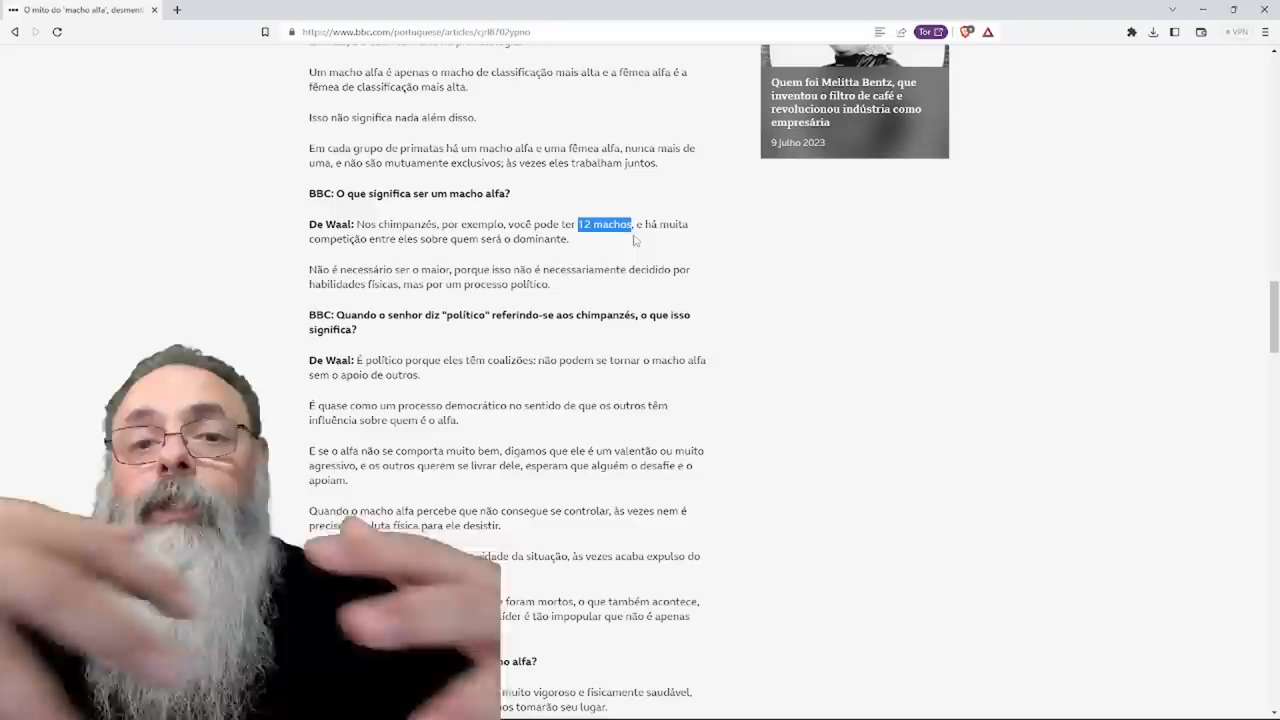 O mito do 'macho alfa', desmenti
https://www.bbc.com/portuguese/articles/cjrl8702ypno
Tor
VPN
Um macho alfa é apenas o macho de classificação mais alta e a fêmea alfa é a
fêmea de classificação mais alta.
Isso não significa nada além disso.
Em cada grupo de primatas há um macho alfa e uma fêmea alfa, nunca mais de
uma, e não são mutuamente exclusivos; às vezes eles trabalham juntos.
BBC: O que significa ser um macho alfa?
De Waal: Nos chimpanzés, por exemplo, você pode ter 12 machos, e há muita
competição entre eles sobre quem será o dominante.
Não é necessário ser o maior, porque isso não é necessariamente decidido por
habilidades físicas, mas por um processo político.
BBC: Quando o senhor diz "político" referindo-se aos chimpanzés, o que isso
significa?
De Waal: É político porque eles têm coalizões: não podem se tornar o macho alfa
sem o apoio de outros.
É quase como um processo democrático no sentido de que os outros têm
influência sobre quem é o alfa.
E se o alfa não se comporta muito bem, digamos que ele é um valentão ou muito
agressivo, e os outros querem se livrar dele, esperam que alguém o desafie e o
apoiam.
Quando o macho alfa percebe que não consegue se controlar, às vezes nem é
luta física para ele desistir.
da situação, às vezes acaba expulso do
foram mortos, o que também acontece,
é tão impopular que não é apenas
alfa?
muito vigoroso e fisicamente saudável,
tomarão seu lugar.
Quem foi Melitta Bentz, que
inventou o filtro de café e
revolucionou indústria como
empresária
9 Julho 2023